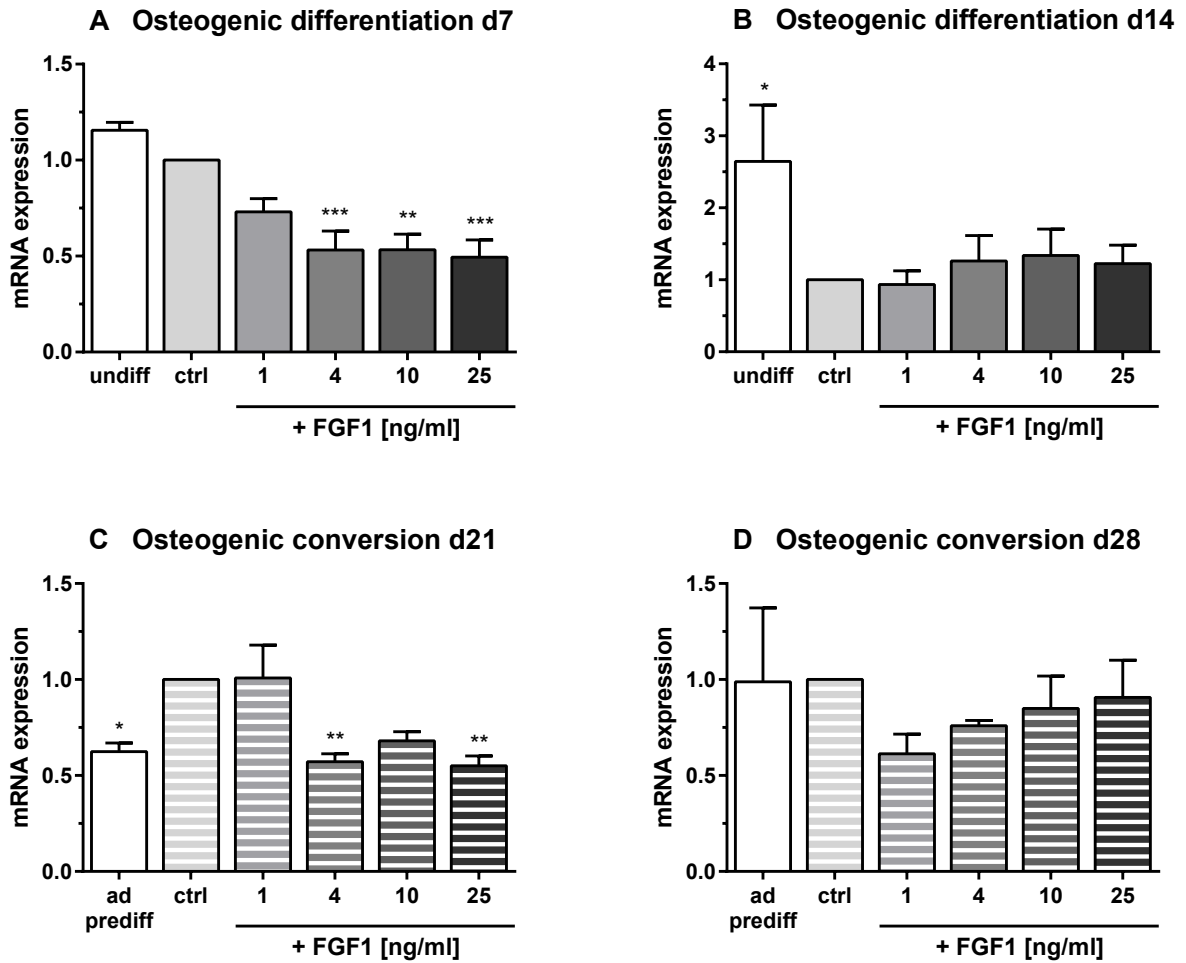 A Osteogenic differentiation d7
mRNA expression
1.5
1.0
0.5
0.0
***
**
***
undiff ctrl 1 4 10 25
+ FGF1 [ng/ml]
B Osteogenic differentiation d14
mRNA expression
4
3
2
1
0
*
undiff ctrl 1 4 10 25
+ FGF1 [ng/ml]
C Osteogenic conversion d21
mRNA expression
1.5
1.0
0.5
0.0
*
**
**
ad prediff ctrl 1 4 10 25
+ FGF1 [ng/ml]
D Osteogenic conversion d28
mRNA expression
1.5
1.0
0.5
0.0
ad prediff ctrl 1 4 10 25
+ FGF1 [ng/ml]